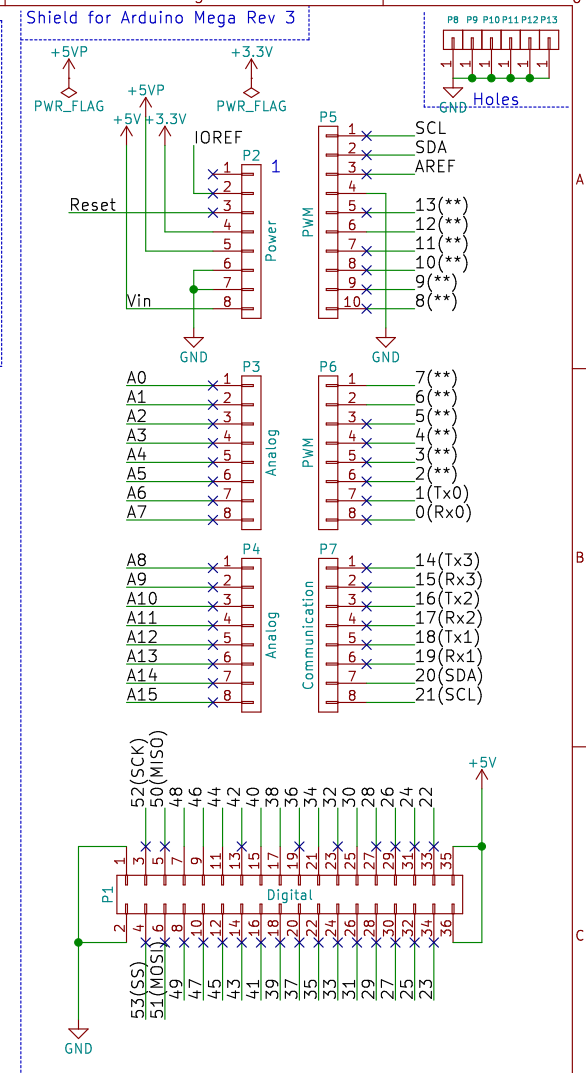 Shield for Arduino Mega Rev 3
P8 P9 P10 P11 P12 P13
1 1 1 1 1 1
GND
Holes
+5VP
PWR_FLAG
+3.3V
PWR_FLAG
+5VP
+5V
+3.3V
IOREF
P2
1
1
2
Reset
3
4
5
6
7
Vin
8
Power
GND
P5
1 SCL
2 SDA
3 AREF
4
5 13(**)
6 12(**)
7 11(**)
8 10(**)
9 9(**)
10 8(**)
PWM
GND
A
P3
A0 1
A1 2
A2 3
A3 4
A4 5
A5 6
A6 7
A7 8
Analog
P6
1 7(**)
2 6(**)
3 5(**)
4 4(**)
5 3(**)
6 2(**)
7 1(Tx0)
8 0(Rx0)
PWM
B
P4
A8 1
A9 2
A10 3
A11 4
A12 5
A13 6
A14 7
A15 8
Analog
P7
1 14(Tx3)
2 15(Rx3)
3 16(Tx2)
4 17(Rx2)
5 18(Tx1)
6 19(Rx1)
7 20(SDA)
8 21(SCL)
Communication
+5V
52(SCK) 50(MISO) 48 46 44 42 40 38 36 34 32 30 28 26 24 22
1 3 5 7 9 11 13 15 17 19 21 23 25 27 29 31 33 35
P1
Digital
2 4 6 8 10 12 14 16 18 20 22 24 26 28 30 32 34 36
53(SS) 51(MOSI) 49 47 45 43 41 39 37 35 33 31 29 27 25 23
GND
C